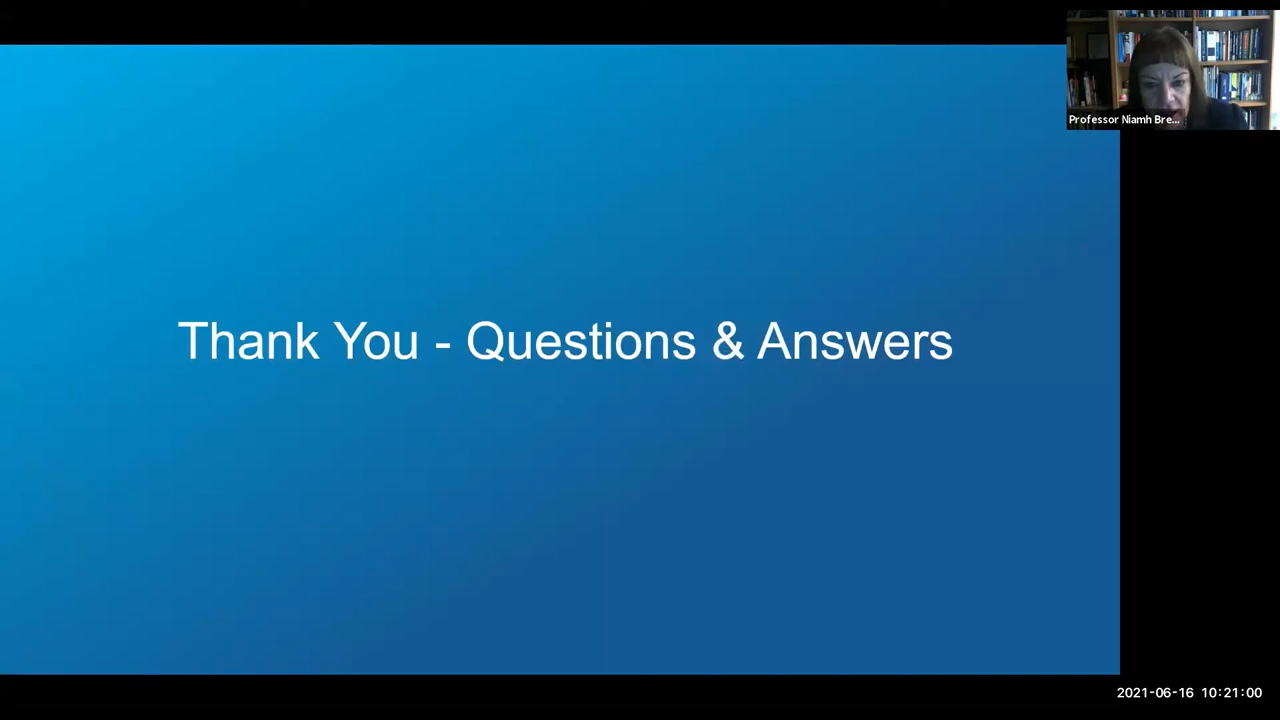 Professor Niamh Bre...
Thank You - Questions & Answers
2021-06-16 10:21:00